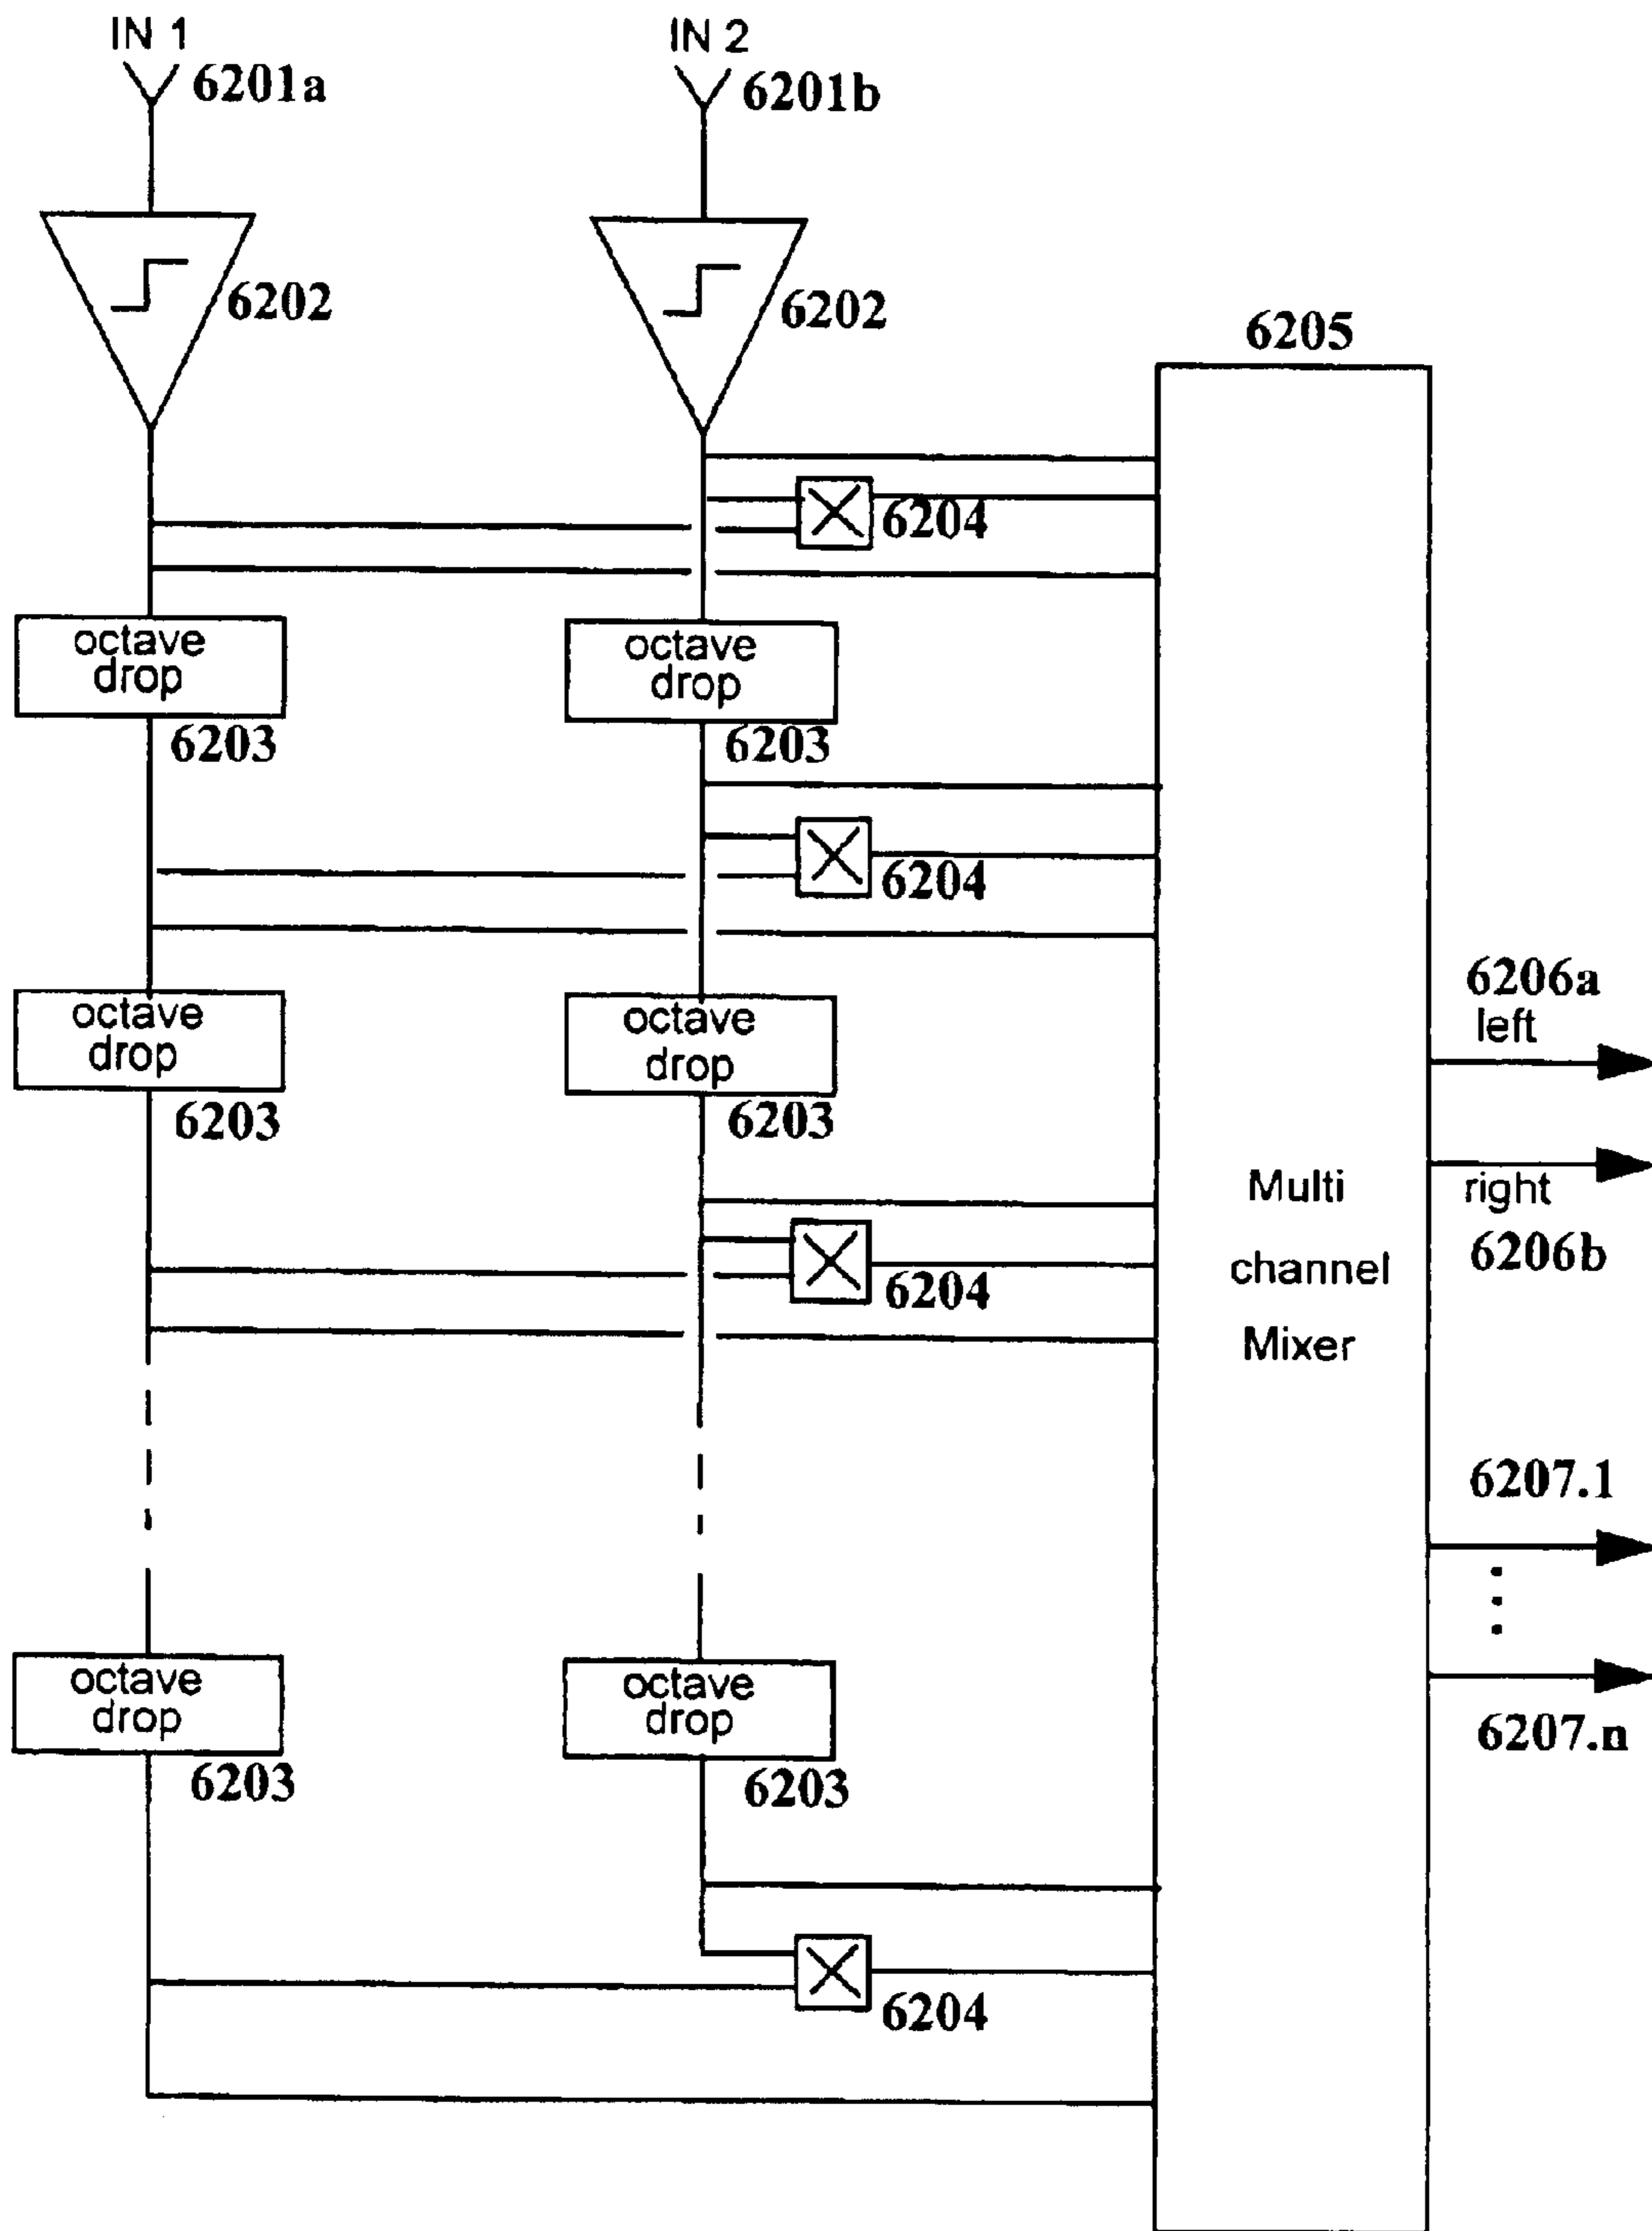 IN 1
IN 2
6201a
6201b
6202
6202
6205
6204
octave
drop
octave
drop
6203
6203
6204
octave
drop
octave
drop
6203
6203
6206a
left
right
6206b
Multi
channel
Mixer
6204
6207.1
6207.n
octave
drop
octave
drop
6203
6203
6204